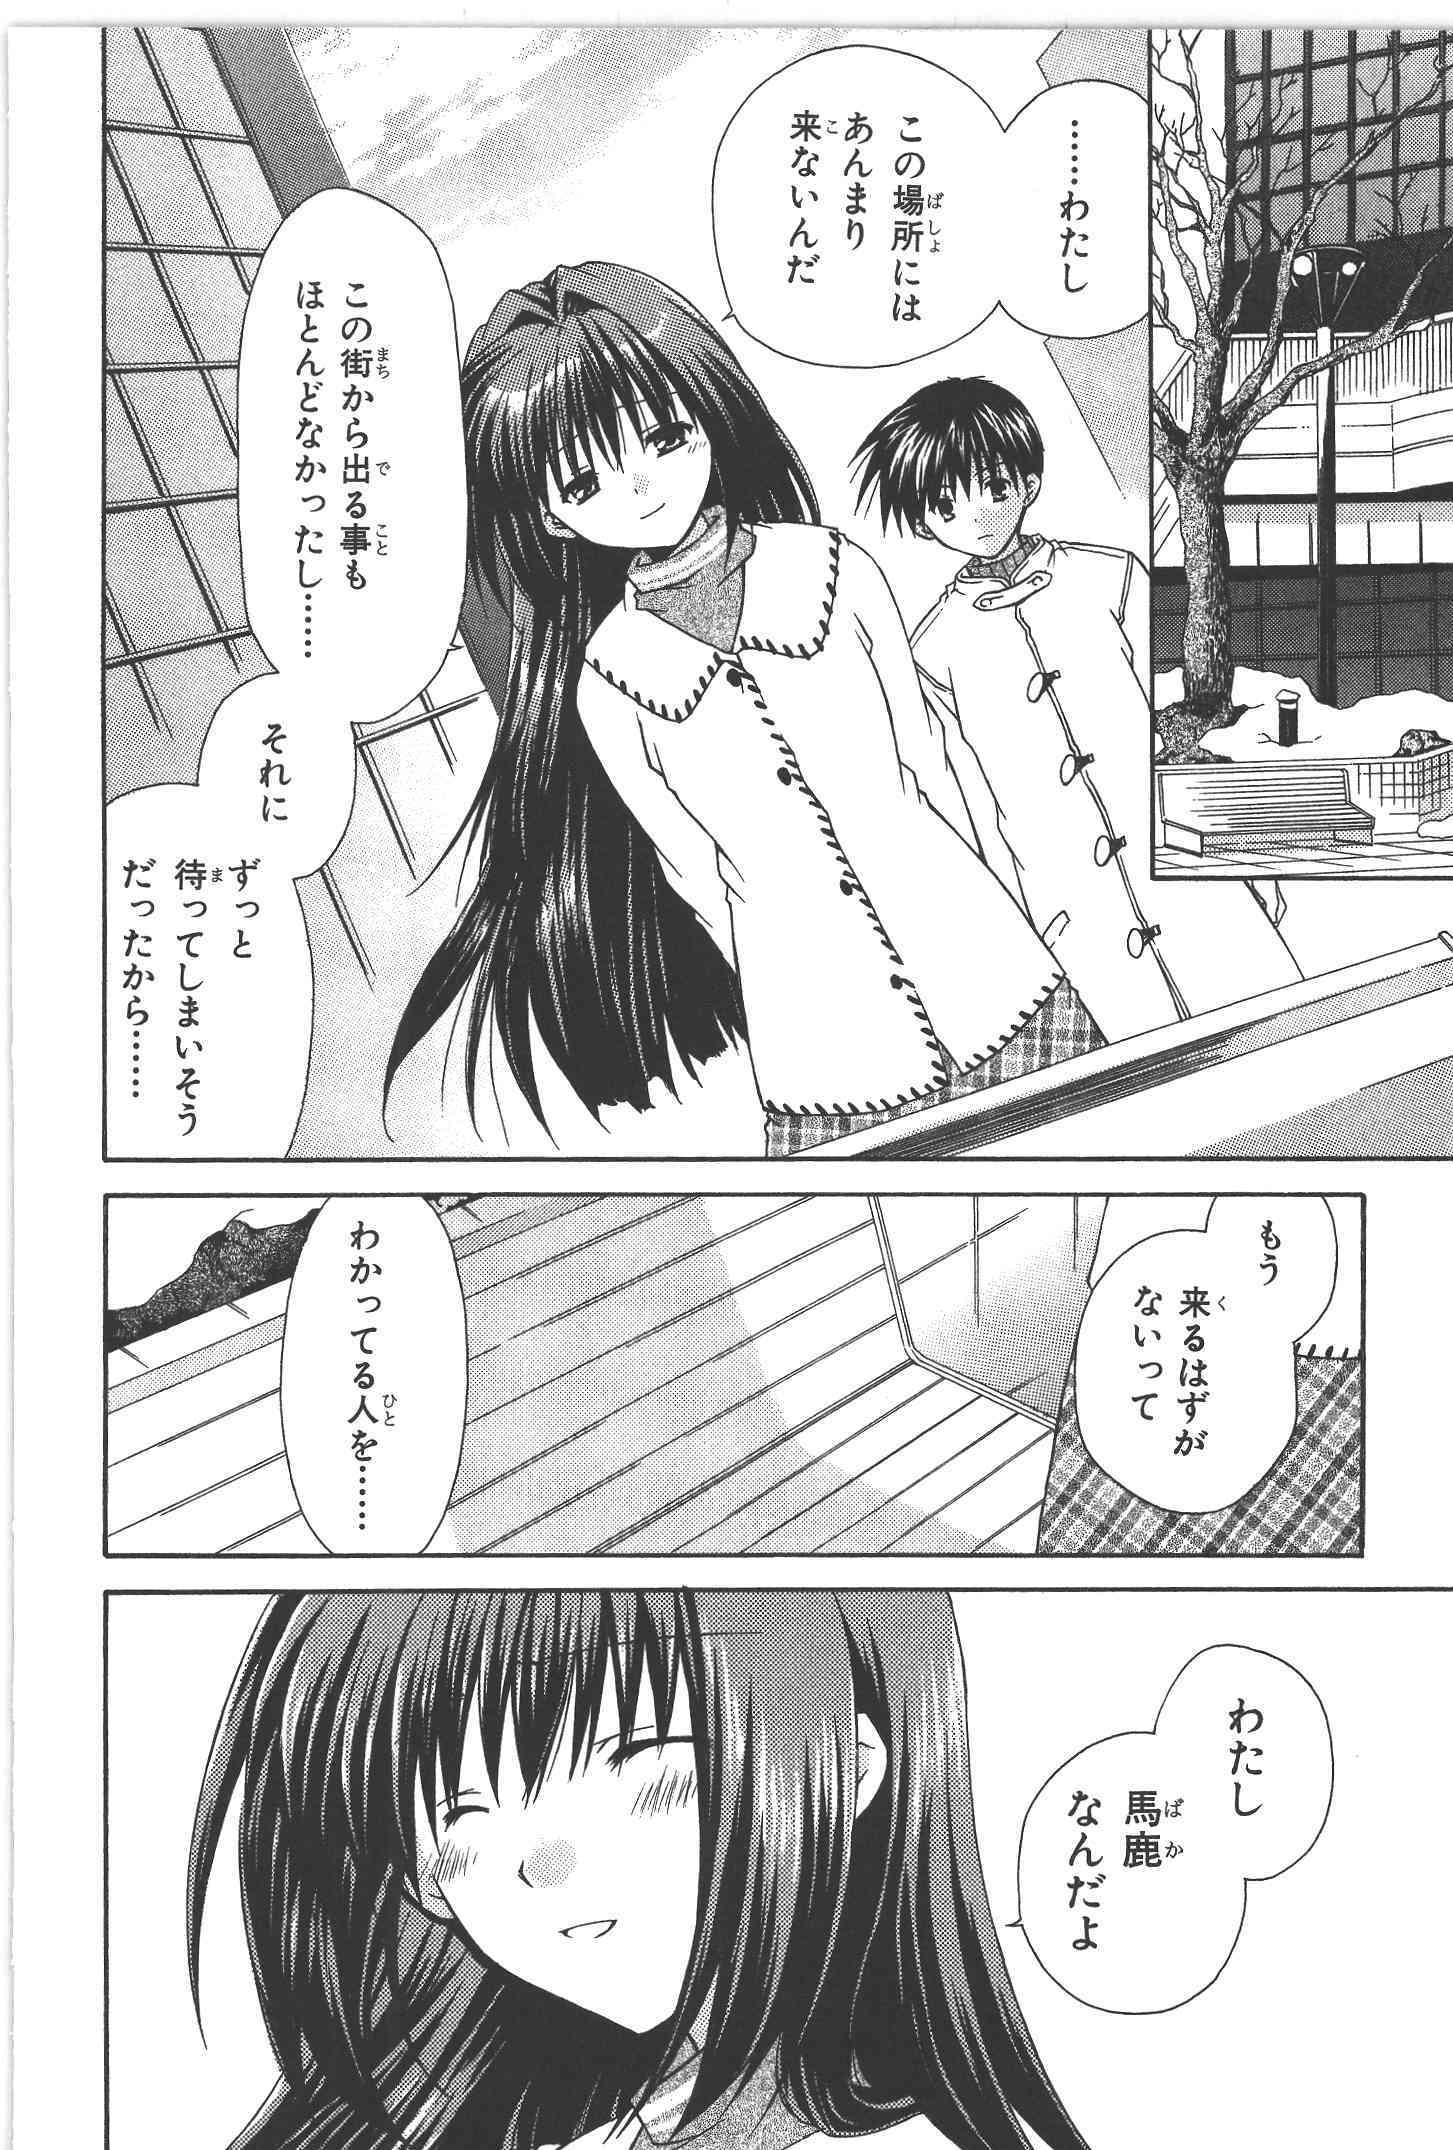 ……わたし
この場所には
あんまり
来ないんだ
この街から出る事も
ほとんどなかったし……
それに
ずっと
待ってしまいそう
だったから……
もう
来るはずが
ないって
わかってる人を……
わたし
馬鹿
なんだよ